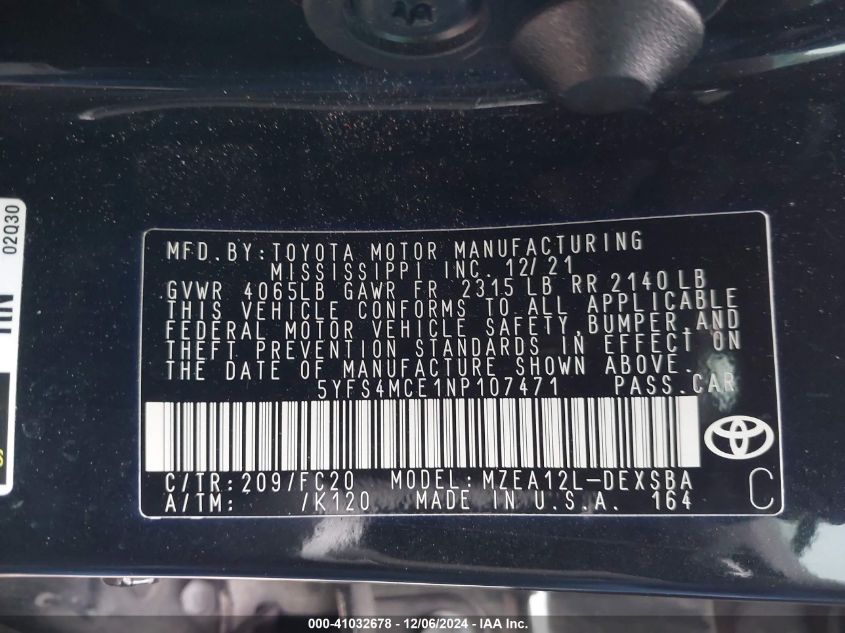 02Q30
MFD. BY: TOYOTA MOTOR MANUFACTURING
MISSISSIPPI INC. 12/21
GVWR 4065LB GAWR FR 2315 LB RR 2140 LB
THIS VEHICLE CONFORMS TO ALL APPLICABLE
FEDERAL MOTOR VEHICLE SAFETY, BUMPER, AND
THEFT PREVENTION STANDARDS IN EFFECT ON
THE DATE OF MANUFACTURE SHOWN ABOVE.
5YFS4MCE1NP107471 PASS. CAR
C/TR: 209/FC20 MODEL: MZEA12L-DEXSBA
A/TM: /K120 MADE IN U.S.A. 164
C
000-41032678 - 12/06/2024 - IAA Inc.